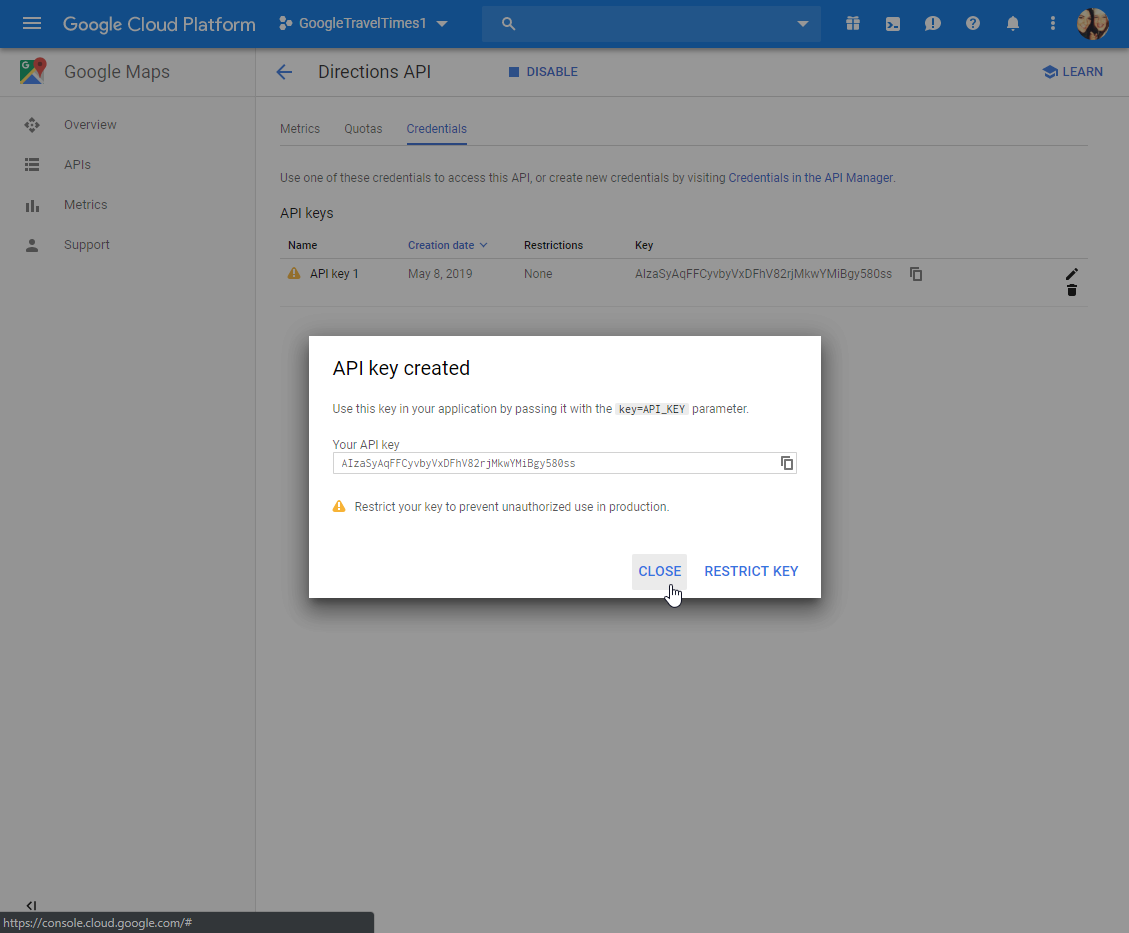 Google Cloud Platform GoogleTravelTimes1
Google Maps
Directions API DISABLE LEARN
Overview
APIs
Metrics
Support
Metrics Quotas Credentials
Use one of these credentials to access this API, or create new credentials by visiting Credentials in the API Manager.
API keys
Name Creation date Restrictions Key
API key 1 May 8, 2019 None AIzaSyAqFFCyvbyVxDFhV82rjMkwYMiBgy580ss
API key created
Use this key in your application by passing it with the key=API_KEY parameter.
Your API key
AIzaSyAqFFCyvbyVxDFhV82rjMkwYMiBgy580ss
Restrict your key to prevent unauthorized use in production.
CLOSE RESTRICT KEY
https://console.cloud.google.com/#